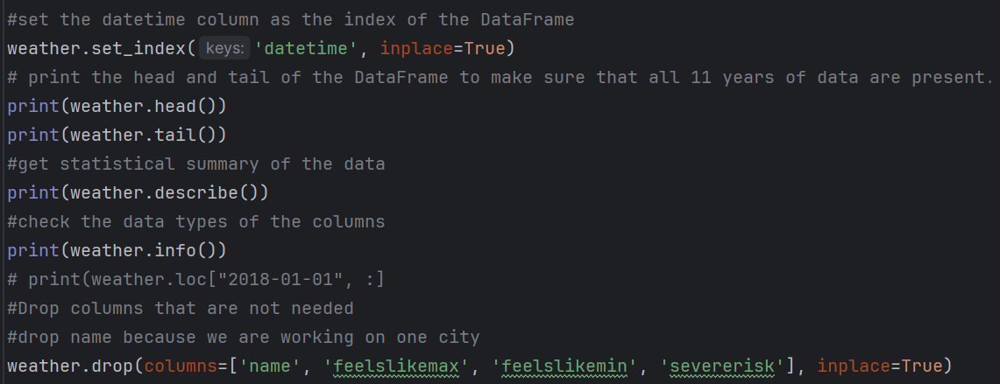 #set the datetime column as the index of the DataFrame
weather.set_index( keys: 'datetime', inplace=True)
# print the head and tail of the DataFrame to make sure that all 11 years of data are present.
print(weather.head())
print(weather.tail())
#get statistical summary of the data
print(weather.describe())
#check the data types of the columns
print(weather.info())
# print(weather.loc["2018-01-01", :]
#Drop columns that are not needed
#drop name because we are working on one city
weather.drop(columns=['name', 'feelslikemax', 'feelslikemin', 'severerisk'], inplace=True)